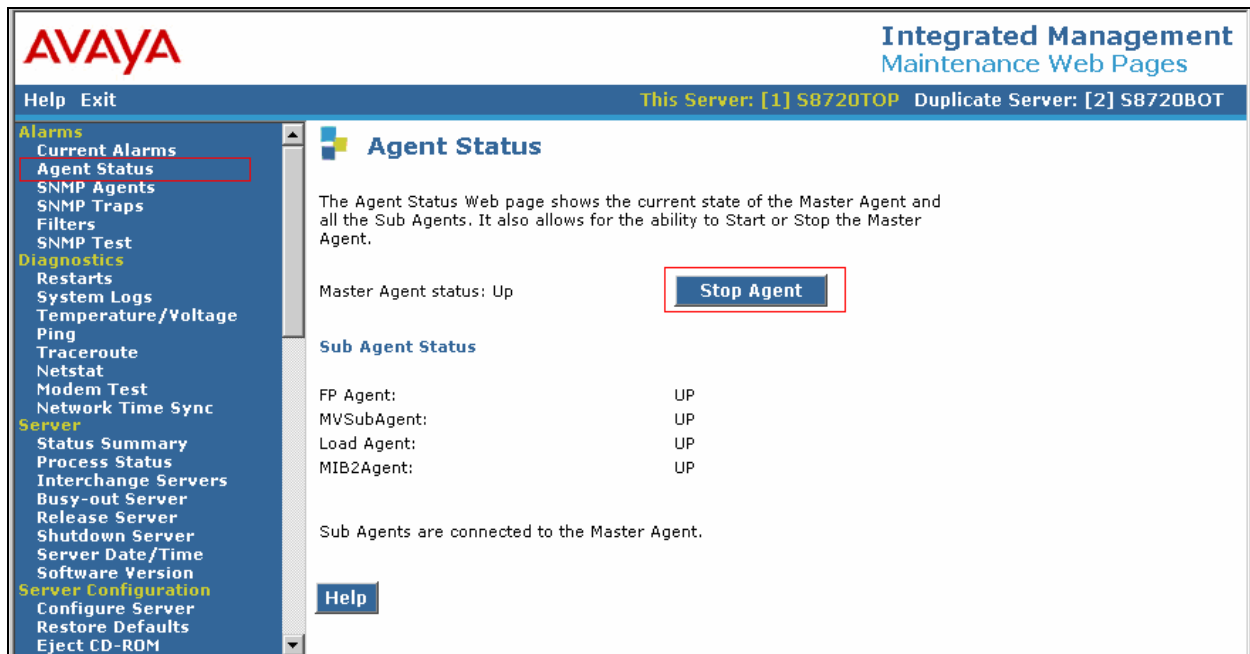 AVAYA
Integrated Management
Maintenance Web Pages
Help Exit
This Server: [1] S8720TOP Duplicate Server: [2] S8720BOT
Alarms
Current Alarms
Agent Status
SNMP Agents
SNMP Traps
Filters
SNMP Test
Diagnostics
Restarts
System Logs
Temperature/Voltage
Ping
Traceroute
Netstat
Modem Test
Network Time Sync
Server
Status Summary
Process Status
Interchange Servers
Busy-out Server
Release Server
Shutdown Server
Server Date/Time
Software Version
Server Configuration
Configure Server
Restore Defaults
Eject CD-ROM
Agent Status
The Agent Status Web page shows the current state of the Master Agent and
all the Sub Agents. It also allows for the ability to Start or Stop the Master
Agent.
Master Agent status: Up
Stop Agent
Sub Agent Status
FP Agent: UP
MVSubAgent: UP
Load Agent: UP
MIB2Agent: UP
Sub Agents are connected to the Master Agent.
Help